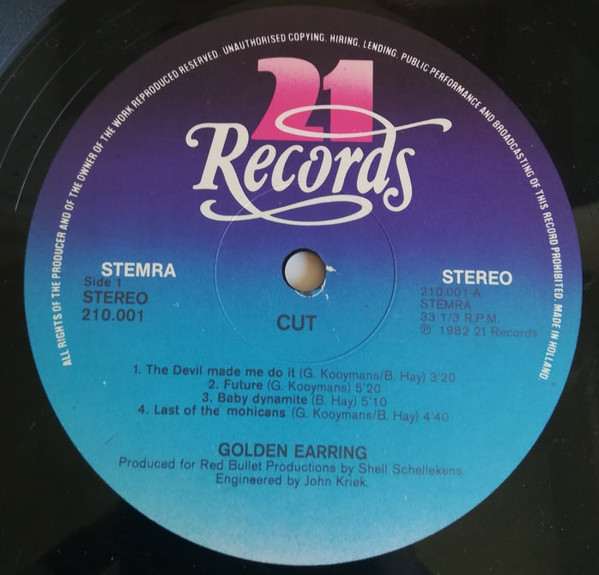 ALL RIGHTS OF THE PRODUCER AND OF THE OWNER OF THE WORK REPRODUCED RESERVED. UNAUTHORISED COPYING, HIRING, LENDING, PUBLIC PERFORMANCE AND BROADCASTING OF THIS RECORD PROHIBITED. MADE IN HOLLAND.
21
Records
STEMRA
Side 1
STEREO
210.001
STEREO
210.001-A
STEMRA
33 1/3 R.P.M.
℗ 1982 21 Records
CUT
1. The Devil made me do it (G. Kooymans/B. Hay) 3'20
2. Future (G. Kooymans) 5'20
3. Baby dynamite (B. Hay) 5'10
4. Last of the mohicans (G. Kooymans/B. Hay) 4'40
GOLDEN EARRING
Produced for Red Bullet Productions by Shell Schellekens.
Engineered by John Kriek.